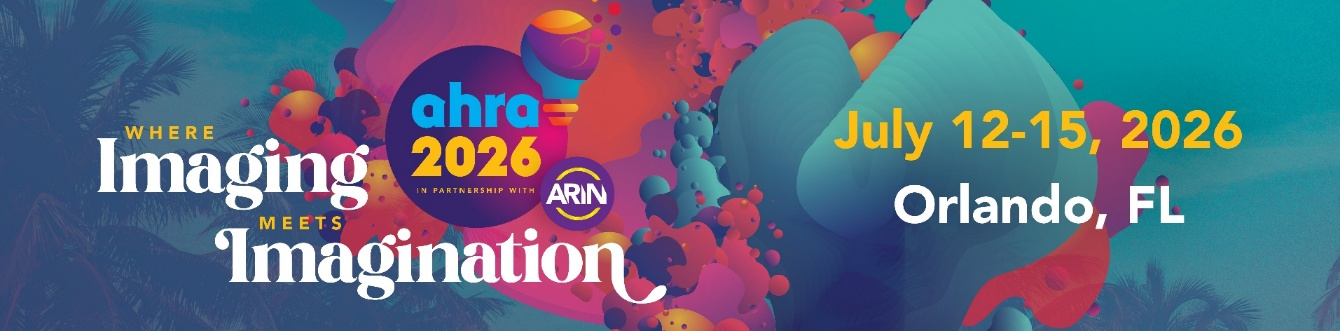 WHERE
Imaging
MEETS
Imagination
ahra
2026
IN PARTNERSHIP WITH
ARIN
July 12-15, 2026
Orlando, FL